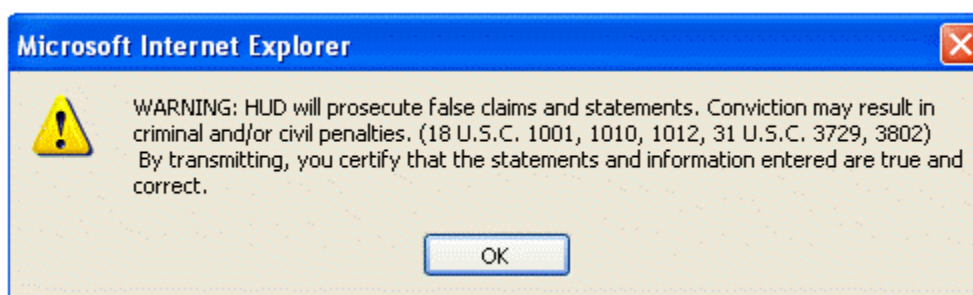 Microsoft Internet Explorer
WARNING: HUD will prosecute false claims and statements. Conviction may result in
criminal and/or civil penalties. (18 U.S.C. 1001, 1010, 1012, 31 U.S.C. 3729, 3802)
By transmitting, you certify that the statements and information entered are true and
correct.
OK